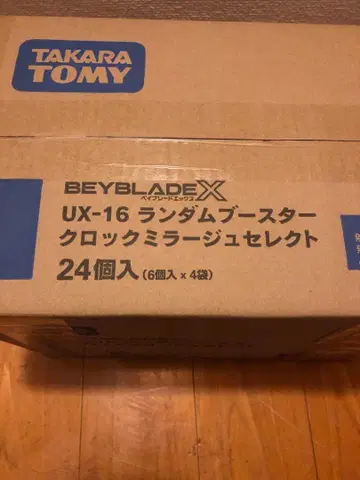 TAKARA
TOMY
BEYBLADE X
ベイブレードエックス
UX-16 ランダムブースター
クロックミラージュセレクト
24個入(6個入 x 4袋)